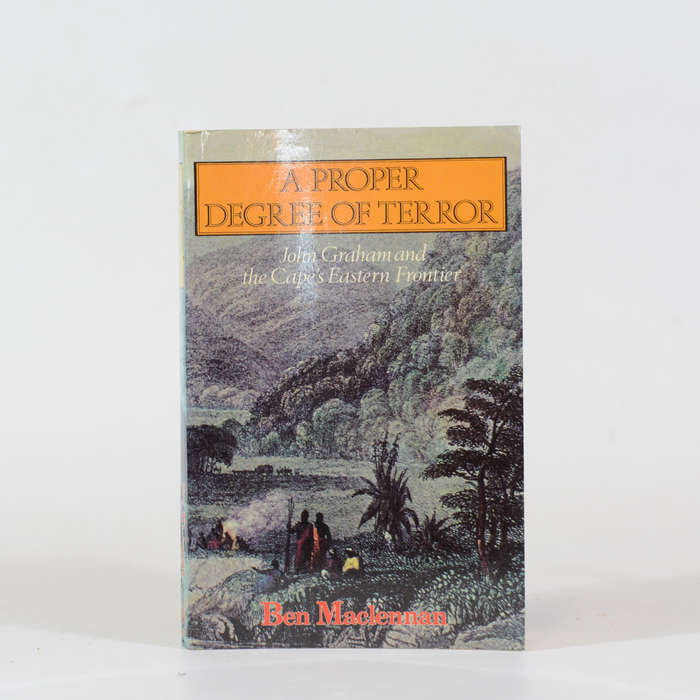 A PROPER
DEGREE OF TERROR
John Graham and
the Cape's Eastern Frontier
Ben Maclennan